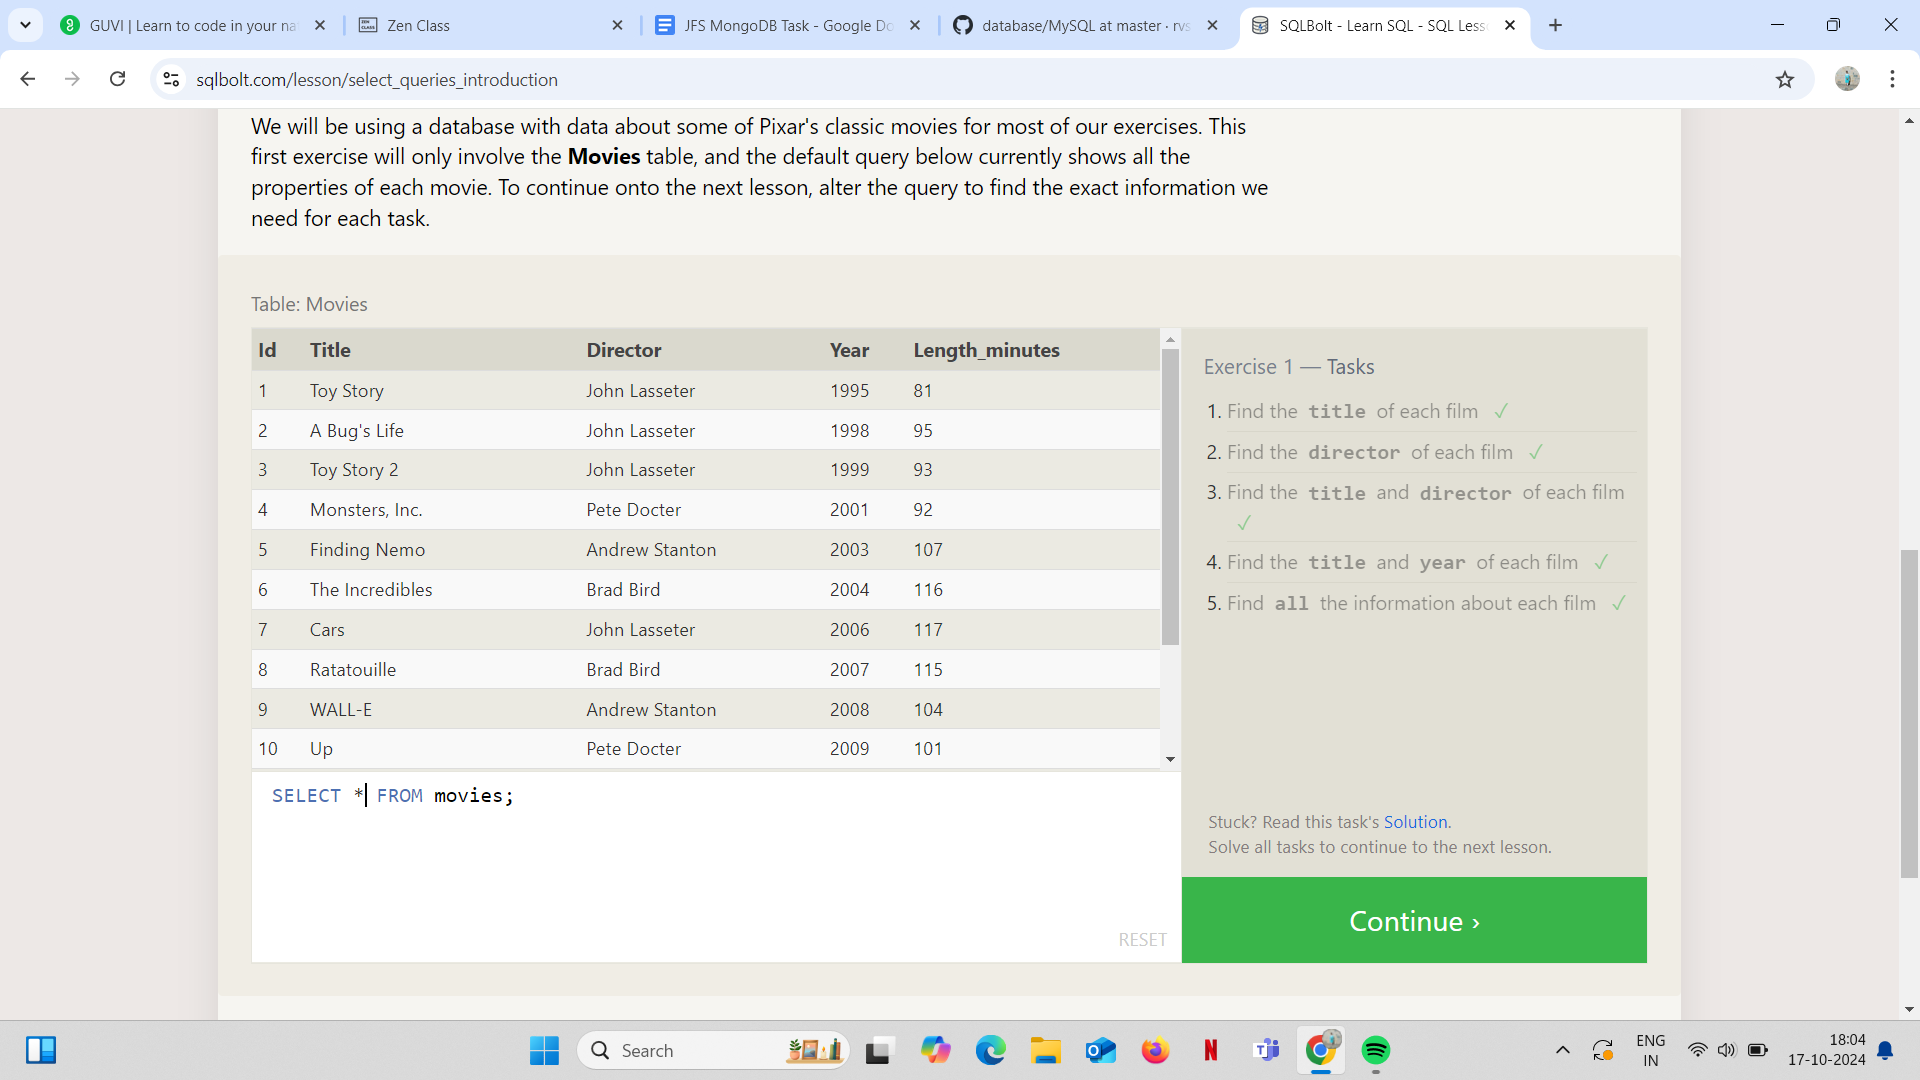 GUVI | Learn to code in your na
Zen Class
JFS MongoDB Task - Google Do
database/MySQL at master · rvs
SQLBolt - Learn SQL - SQL Less
sqlbolt.com/lesson/select_queries_introduction
We will be using a database with data about some of Pixar's classic movies for most of our exercises. This
first exercise will only involve the Movies table, and the default query below currently shows all the
properties of each movie. To continue onto the next lesson, alter the query to find the exact information we
need for each task.
Table: Movies
Id Title Director Year Length_minutes
1 Toy Story John Lasseter 1995 81
2 A Bug's Life John Lasseter 1998 95
3 Toy Story 2 John Lasseter 1999 93
4 Monsters, Inc. Pete Docter 2001 92
5 Finding Nemo Andrew Stanton 2003 107
6 The Incredibles Brad Bird 2004 116
7 Cars John Lasseter 2006 117
8 Ratatouille Brad Bird 2007 115
9 WALL-E Andrew Stanton 2008 104
10 Up Pete Docter 2009 101
SELECT * FROM movies;
RESET
Exercise 1 — Tasks
1. Find the title of each film ✓
2. Find the director of each film ✓
3. Find the title and director of each film
✓
4. Find the title and year of each film ✓
5. Find all the information about each film ✓
Stuck? Read this task's Solution.
Solve all tasks to continue to the next lesson.
Continue ›
Search
ENG
IN
18:04
17-10-2024